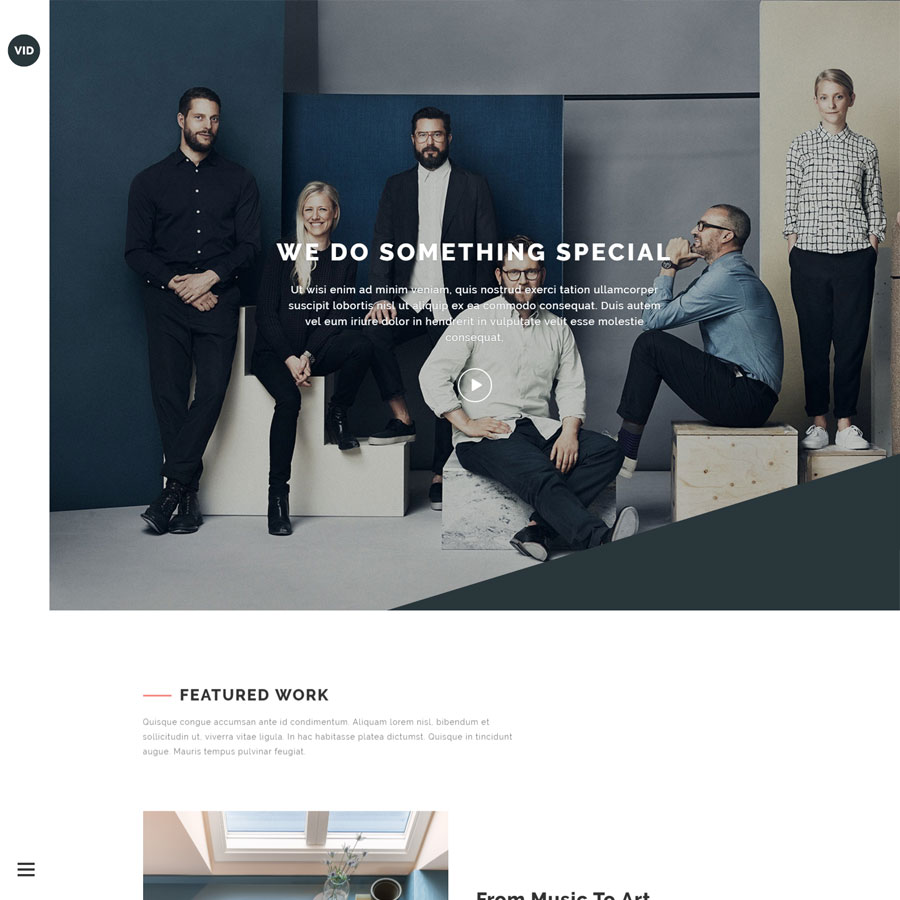 VID
WE DO SOMETHING SPECIAL
Ut wisi enim ad minim veniam, quis nostrud exerci tation ullamcorper
suscipit lobortis nisl ut aliquip ex ea commodo consequat. Duis autem
vel eum iriure dolor in hendrerit in vulputate velit esse molestie
consequat.
FEATURED WORK
Quisque congue accumsan ante id condimentum. Aliquam lorem nisl, bibendum et
sollicitudin ut, viverra vitae ligula. In hac habitasse platea dictumst. Quisque in tincidunt
augue. Mauris tempus pulvinar feugiat.
From Music To Art